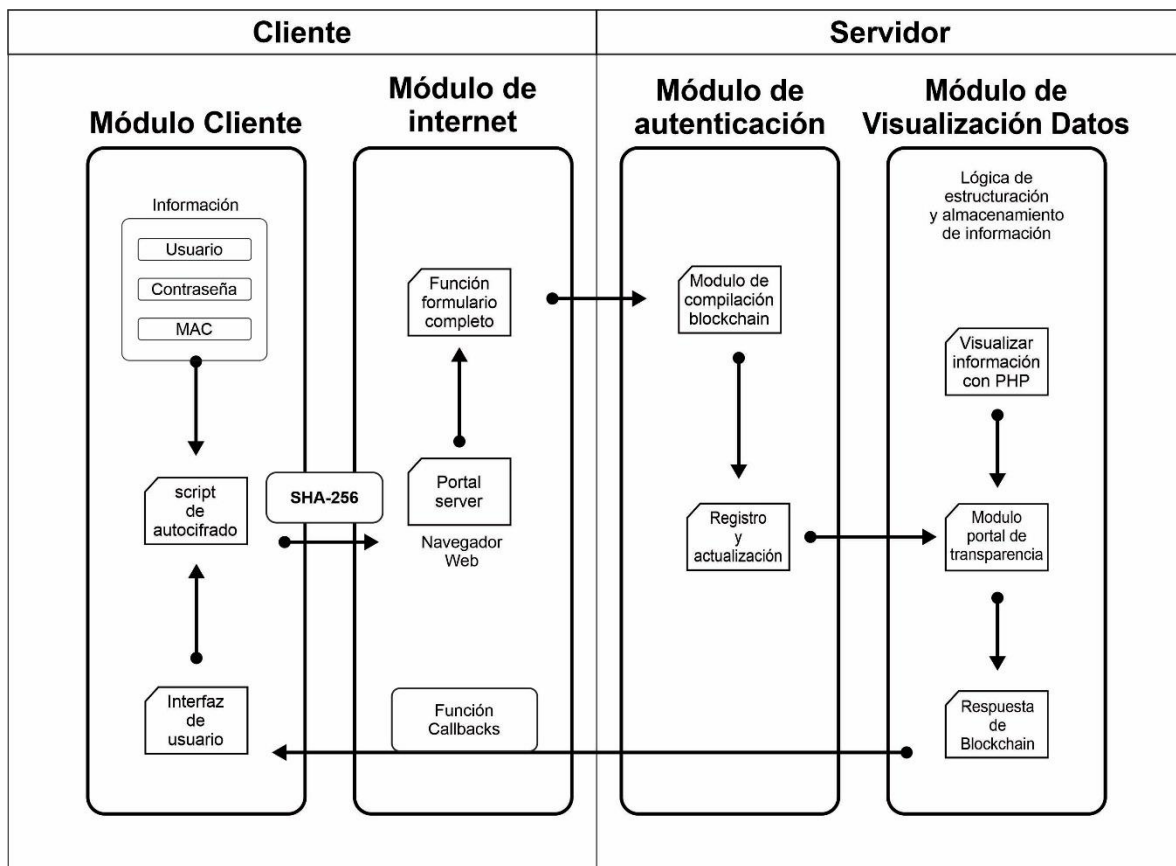 Cliente
Servidor
Módulo Cliente
Información
Usuario
Contraseña
MAC
script
de
autocifrado
Interfaz
de
usuario
SHA-256
Módulo de
internet
Función
formulario
completo
Portal
server
Navegador
Web
Función
Callbacks
Módulo de
autenticación
Modulo de
compilación
blockchain
Registro
y
actualización
Módulo de
Visualización Datos
Lógica de
estructuración
y almacenamiento
de información
Visualizar
información
con PHP
Modulo
portal de
transparencia
Respuesta
de
Blockchain